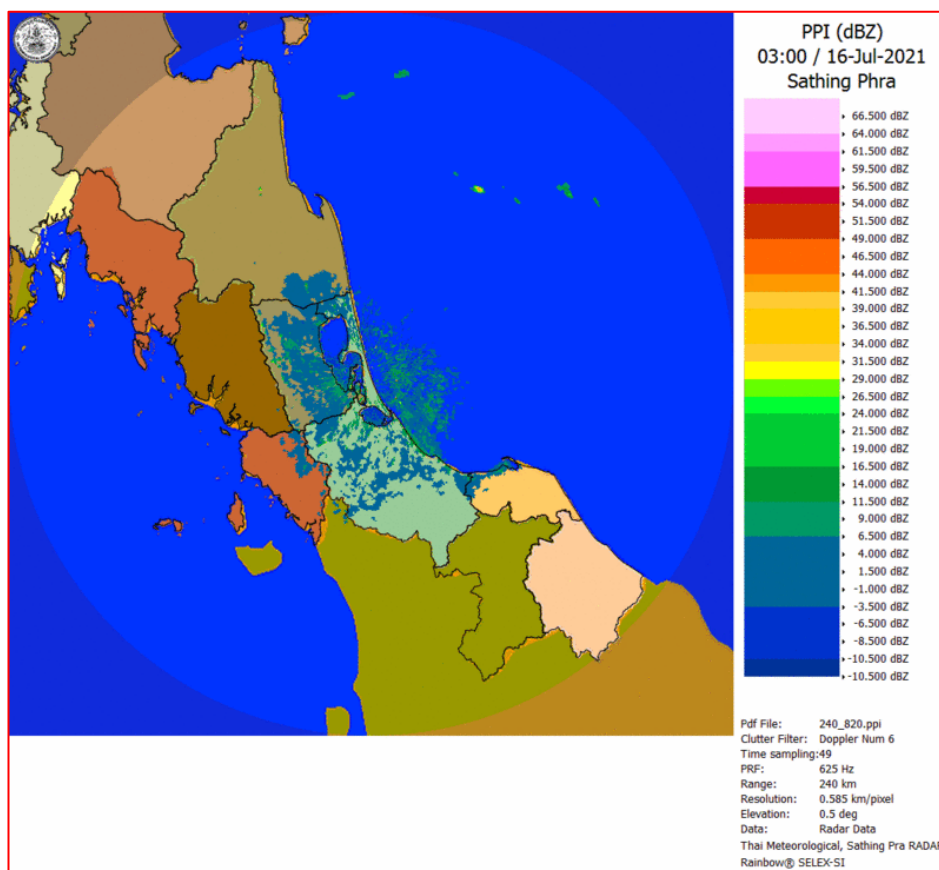 PPI (dBZ)
03:00 / 16-Jul-2021
Sathing Phra
66.500 dBZ
64.000 dBZ
61.500 dBZ
59.500 dBZ
56.500 dBZ
54.000 dBZ
51.500 dBZ
49.000 dBZ
46.500 dBZ
44.000 dBZ
41.500 dBZ
39.000 dBZ
36.500 dBZ
34.000 dBZ
31.500 dBZ
29.000 dBZ
26.500 dBZ
24.000 dBZ
21.500 dBZ
19.000 dBZ
16.500 dBZ
14.000 dBZ
11.500 dBZ
9.000 dBZ
6.500 dBZ
4.000 dBZ
1.500 dBZ
-1.000 dBZ
-3.500 dBZ
-6.500 dBZ
-8.500 dBZ
-10.500 dBZ
-10.500 dBZ
Pdf File: 240_820.ppi
Clutter Filter: Doppler Num 6
Time sampling:49
PRF: 625 Hz
Range: 240 km
Resolution: 0.585 km/pixel
Elevation: 0.5 deg
Data: Radar Data
Thai Meteorological, Sathing Pra RADAR
Rainbow® SELEX-SI